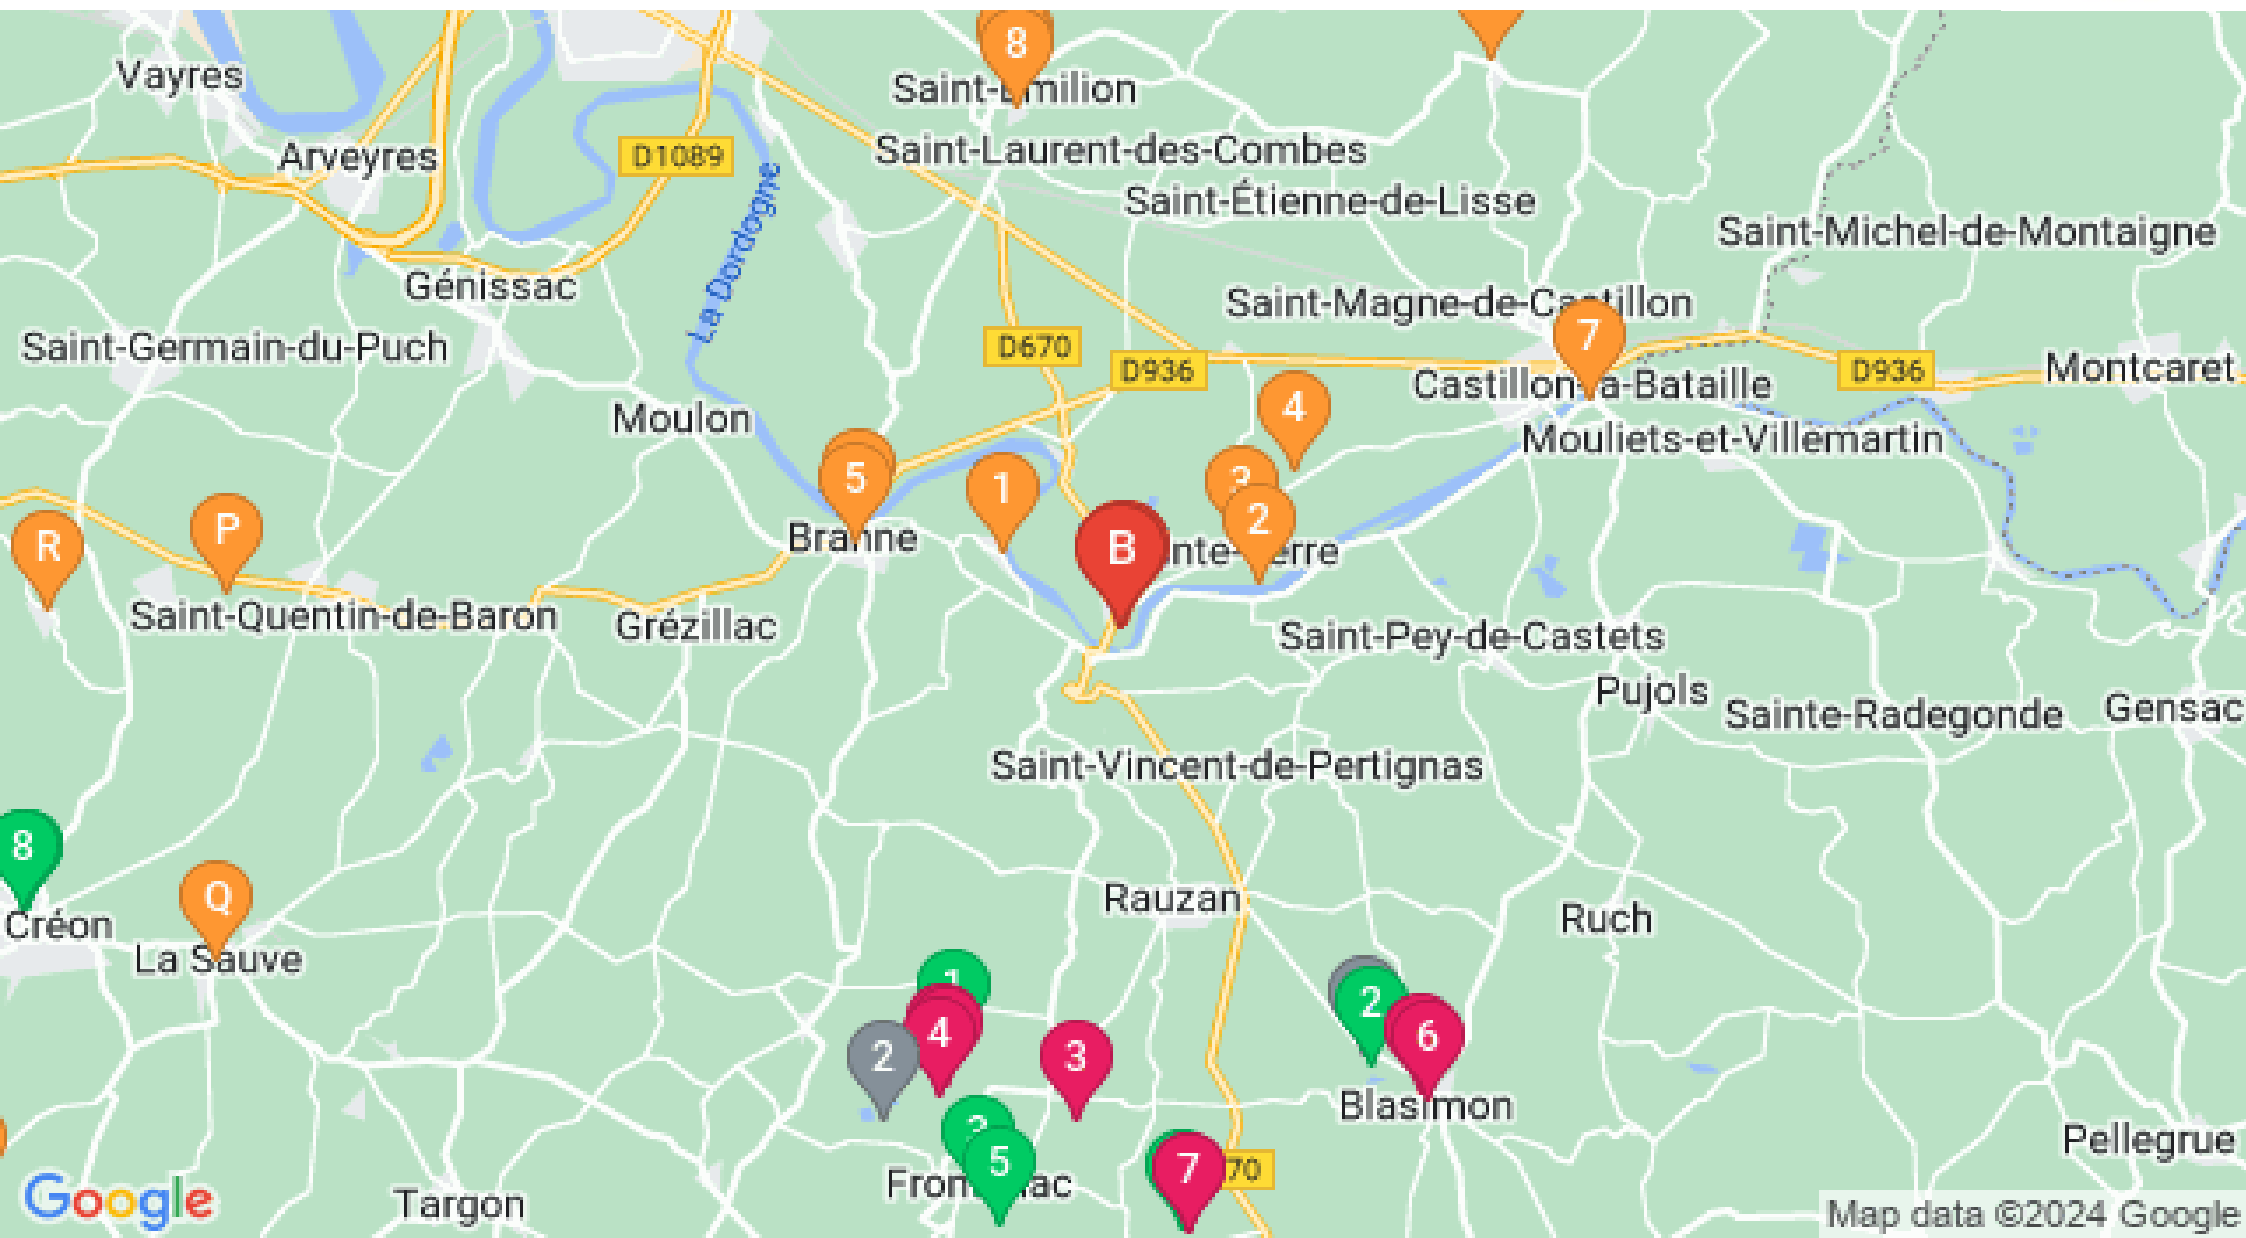 8
Vayres
Saint-Émilion
Arveyres
D1089
Saint-Laurent-des-Combes
Saint-Étienne-de-Lisse
La Dordogne
Saint-Michel-de-Montaigne
Génissac
Saint-Magne-de-Castillon
7
Saint-Germain-du-Puch
D670
D936
D936
Montcaret
Castillon-la-Bataille
4
Moulon
Mouliets-et-Villemartin
5
1
3
2
R
P
Branne
B
Saint-Quentin-de-Baron
Grézillac
Saint-Pey-de-Castets
Pujols
Sainte-Radegonde
Gensac
Saint-Vincent-de-Pertignas
8
Q
Rauzan
Créon
Ruch
La Sauve
1
2
4
6
2
3
Blasimon
5
Pellegrue
7
70
Google
Targon
Map data ©2024 Google